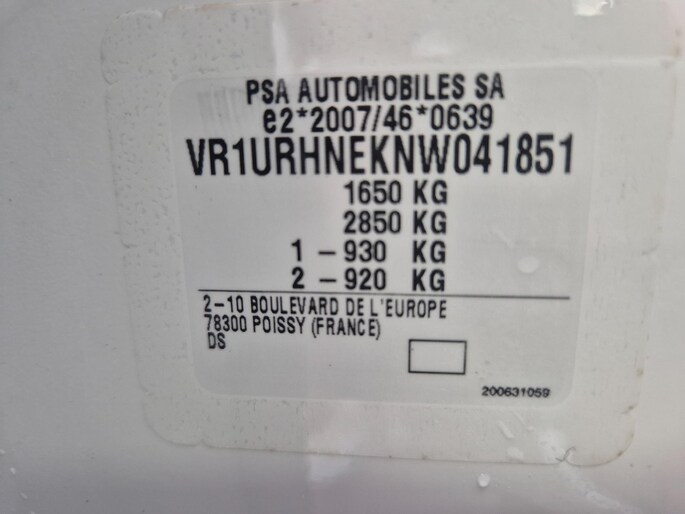 PSA AUTOMOBILES SA
e2*2007/46*0639
VR1URHNEKNW041851
1650 KG
2850 KG
1 – 930 KG
2 – 920 KG
2–10 BOULEVARD DE L'EUROPE
78300 POISSY (FRANCE)
DS
200631059